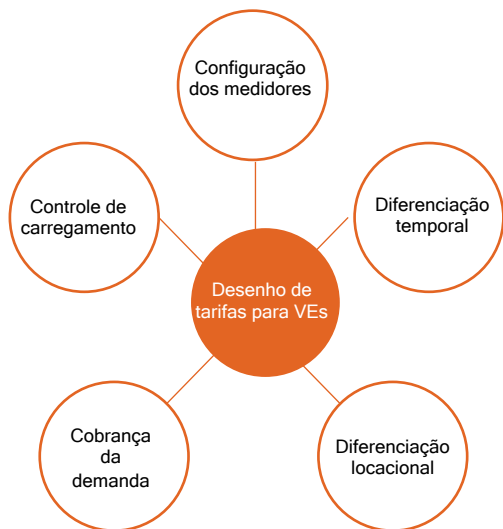 Configuração
dos medidores
Controle de
carregamento
Diferenciação
temporal
Desenho de
tarifas para VEs
Cobrança
da
demanda
Diferenciação
locacional